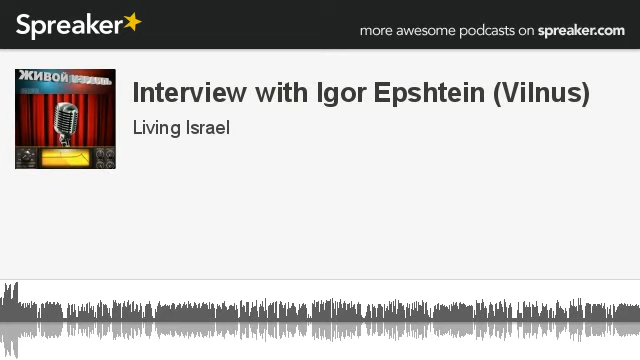 Spreaker
more awesome podcasts on spreaker.com
ЖИВОЙ ИЗРАИЛЬ
Interview with Igor Epshtein (Vilnus)
Living Israel